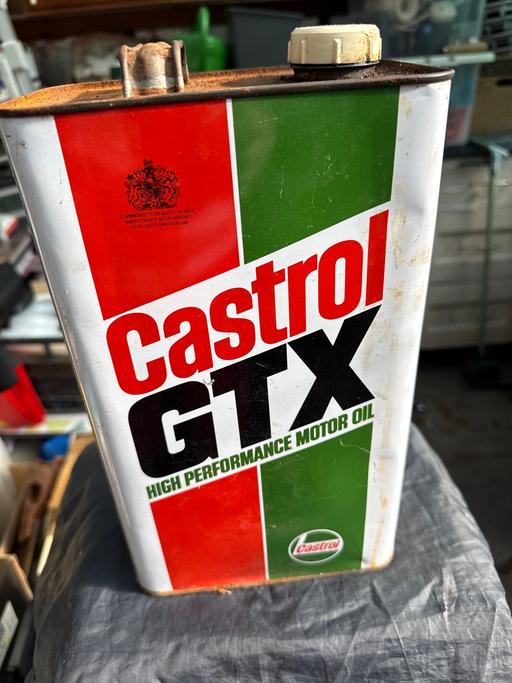 Castrol
GTX
HIGH PERFORMANCE MOTOR OIL
Castrol